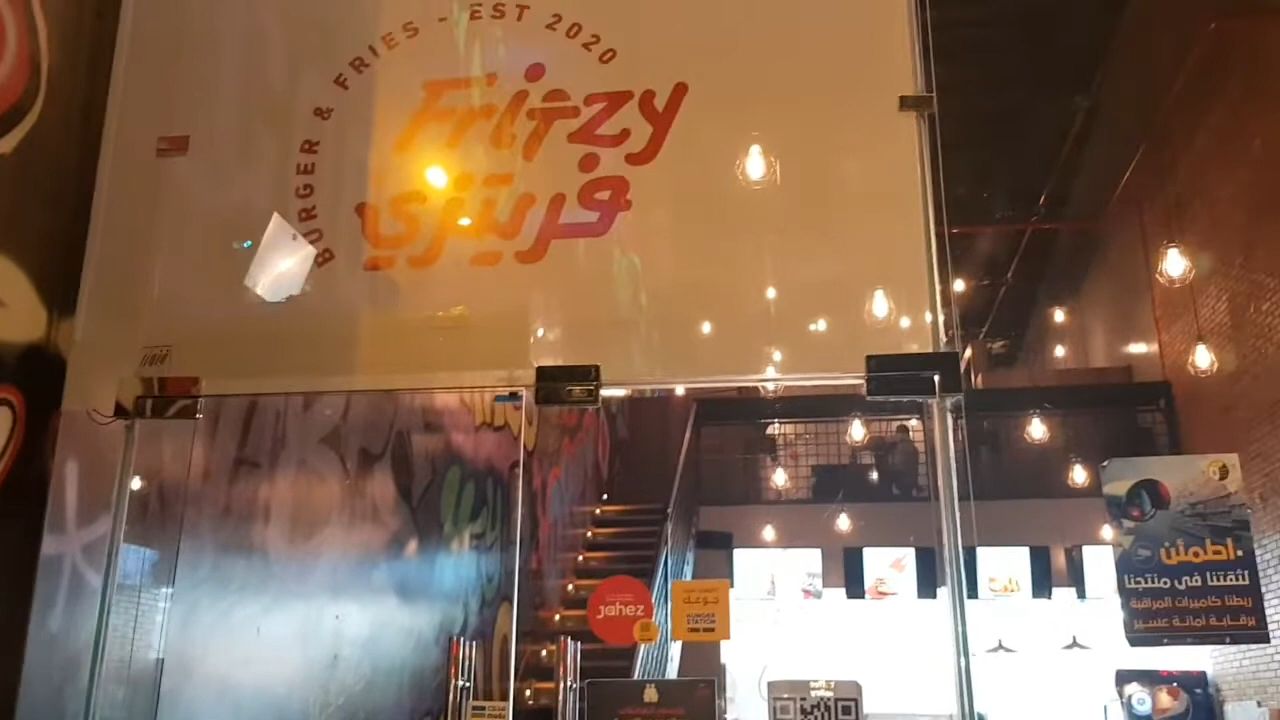 BURGER & FRIES - EST 2020
Fritzy
فريتزي
jahez
جوعك
HUNGER
STATION
اطمئن
لثقتنا في منتجنا
ربطنا كاميرات المراقبة
برقابة أمانة عسير
mada